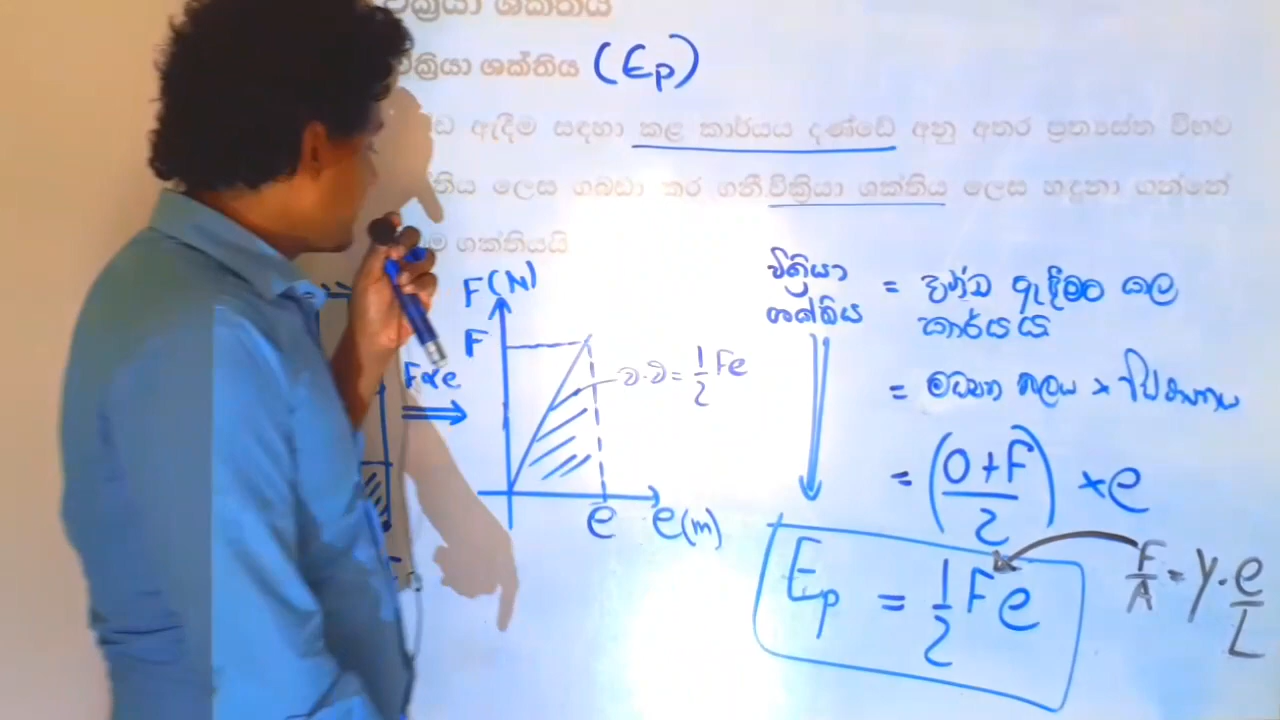 වික්‍රියා ශක්තිය
වික්‍රියා ශක්තිය (Ep)
ඇදීම සඳහා කළ කාර්යය දණ්ඩේ අනු අතර ප්‍රත්‍යස්ත විභව
ලෙස ගබඩා කර ගනී.වික්‍රියා ශක්තිය ලෙස හඳුනා ගන්නේ
ශක්තියයි
F(N)
F
F∝e
ව.ව = 1/2 Fe
e
e(m)
වික්‍රියා ශක්තිය = දණ්ඩ ඇදීමට කල කාර්යය
= මධ්‍යන බලය × විතතිය
= (0+F / 2) × e
Ep = 1/2 Fe
F/A = Y · e/L